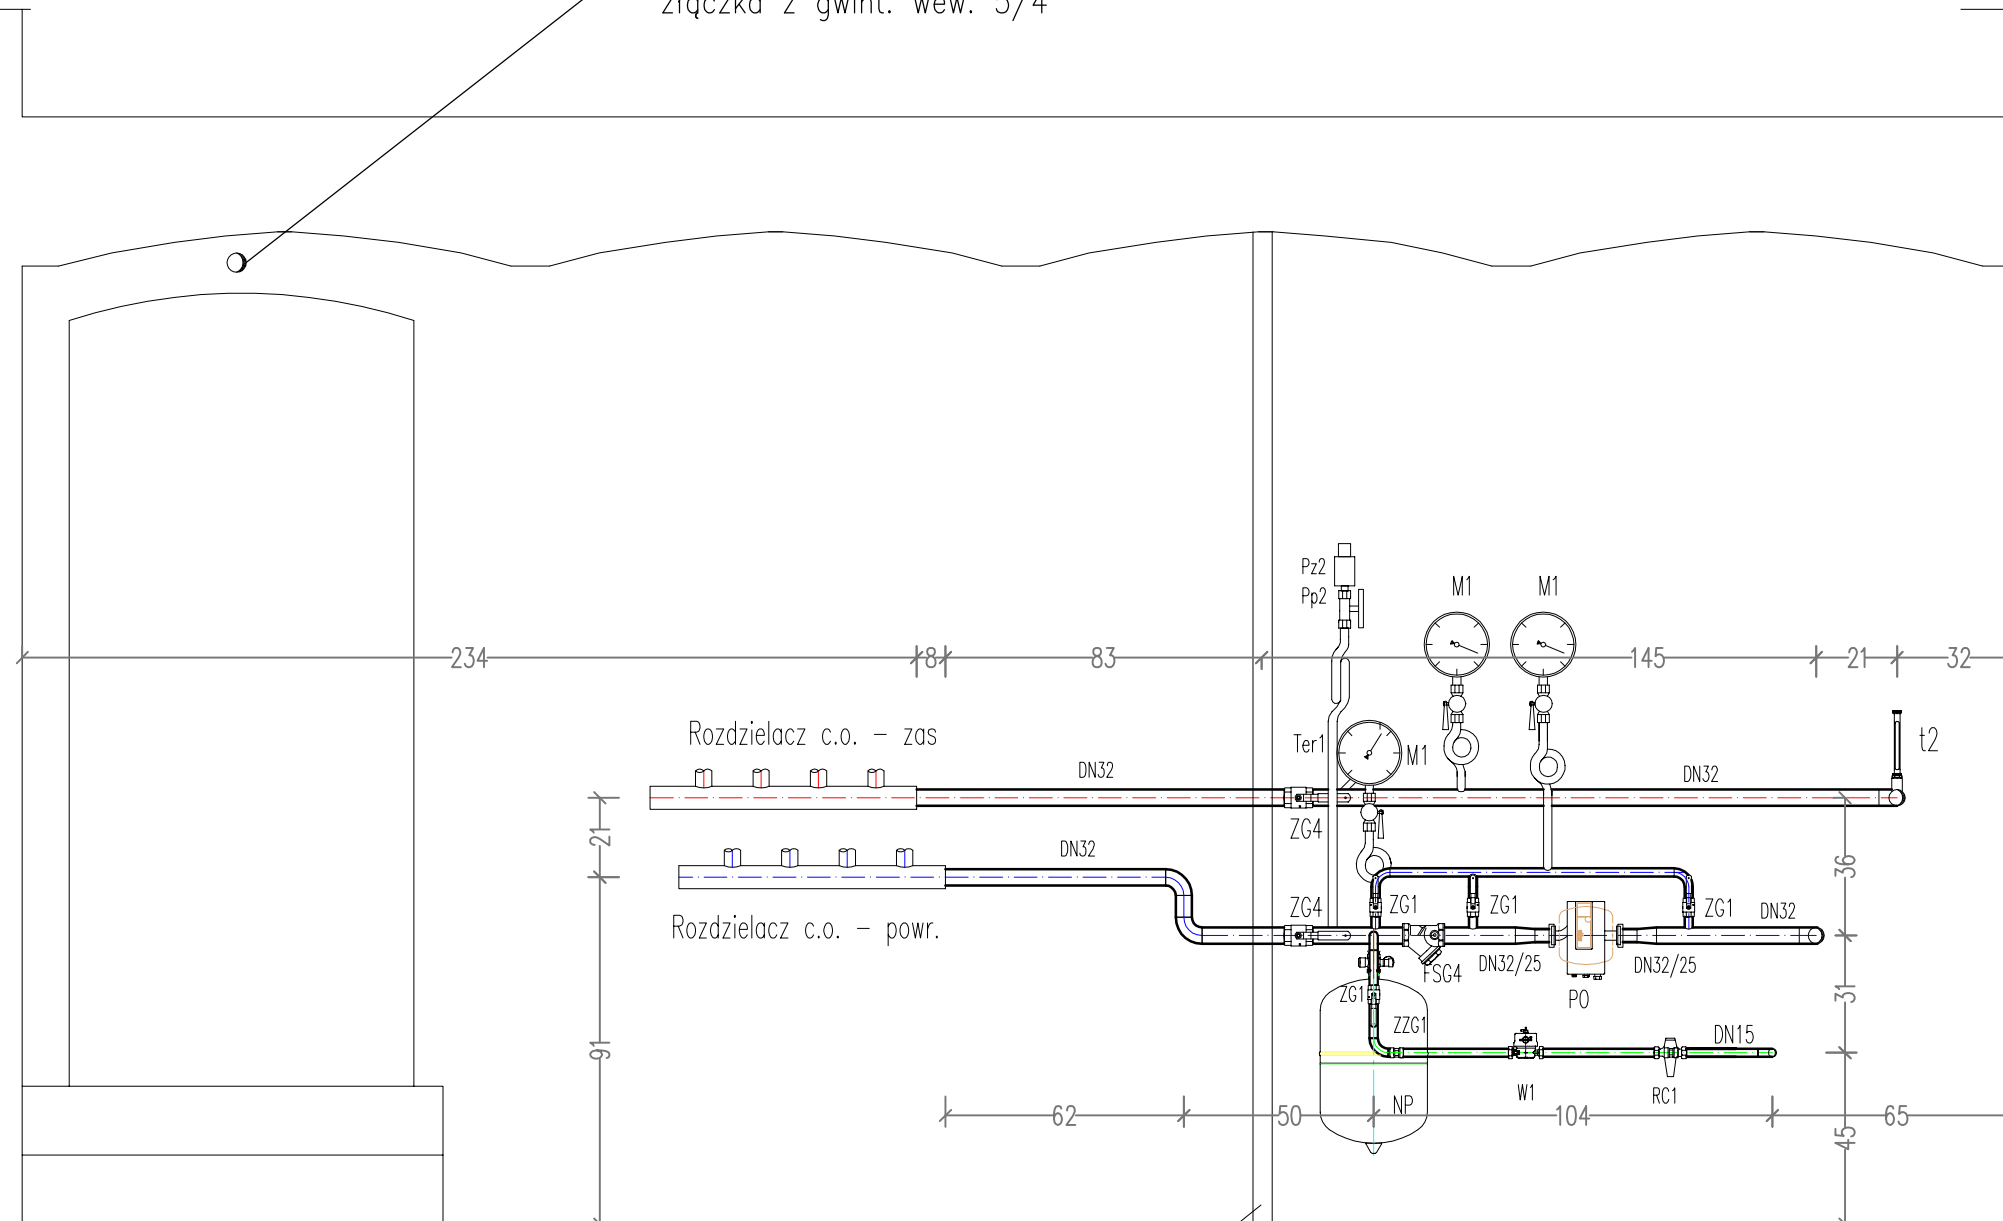 złączka z gwint. wew. 3/4
Pz2
Pp2
M1
M1
234
8
83
145
21
32
Rozdzielacz c.o. - zas
Ter1
M1
t2
DN32
DN32
ZG4
21
DN32
36
Rozdzielacz c.o. - powr.
ZG4
ZG1
ZG1
ZG1
DN32
FSG4
DN32/25
DN32/25
PO
ZG1
31
ZZG1
DN15
91
W1
RC1
NP
62
50
104
65
45